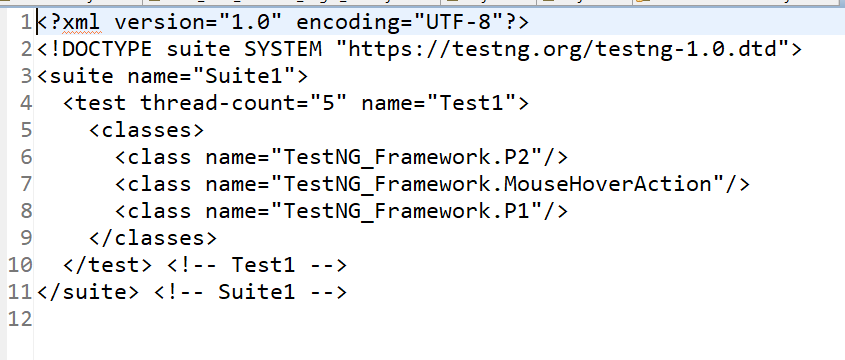 1 <?xml version="1.0" encoding="UTF-8"?>
2 <!DOCTYPE suite SYSTEM "https://testng.org/testng-1.0.dtd">
3 <suite name="Suite1">
4   <test thread-count="5" name="Test1">
5     <classes>
6       <class name="TestNG_Framework.P2"/>
7       <class name="TestNG_Framework.MouseHoverAction"/>
8       <class name="TestNG_Framework.P1"/>
9     </classes>
10   </test> <!-- Test1 -->
11 </suite> <!-- Suite1 -->
12